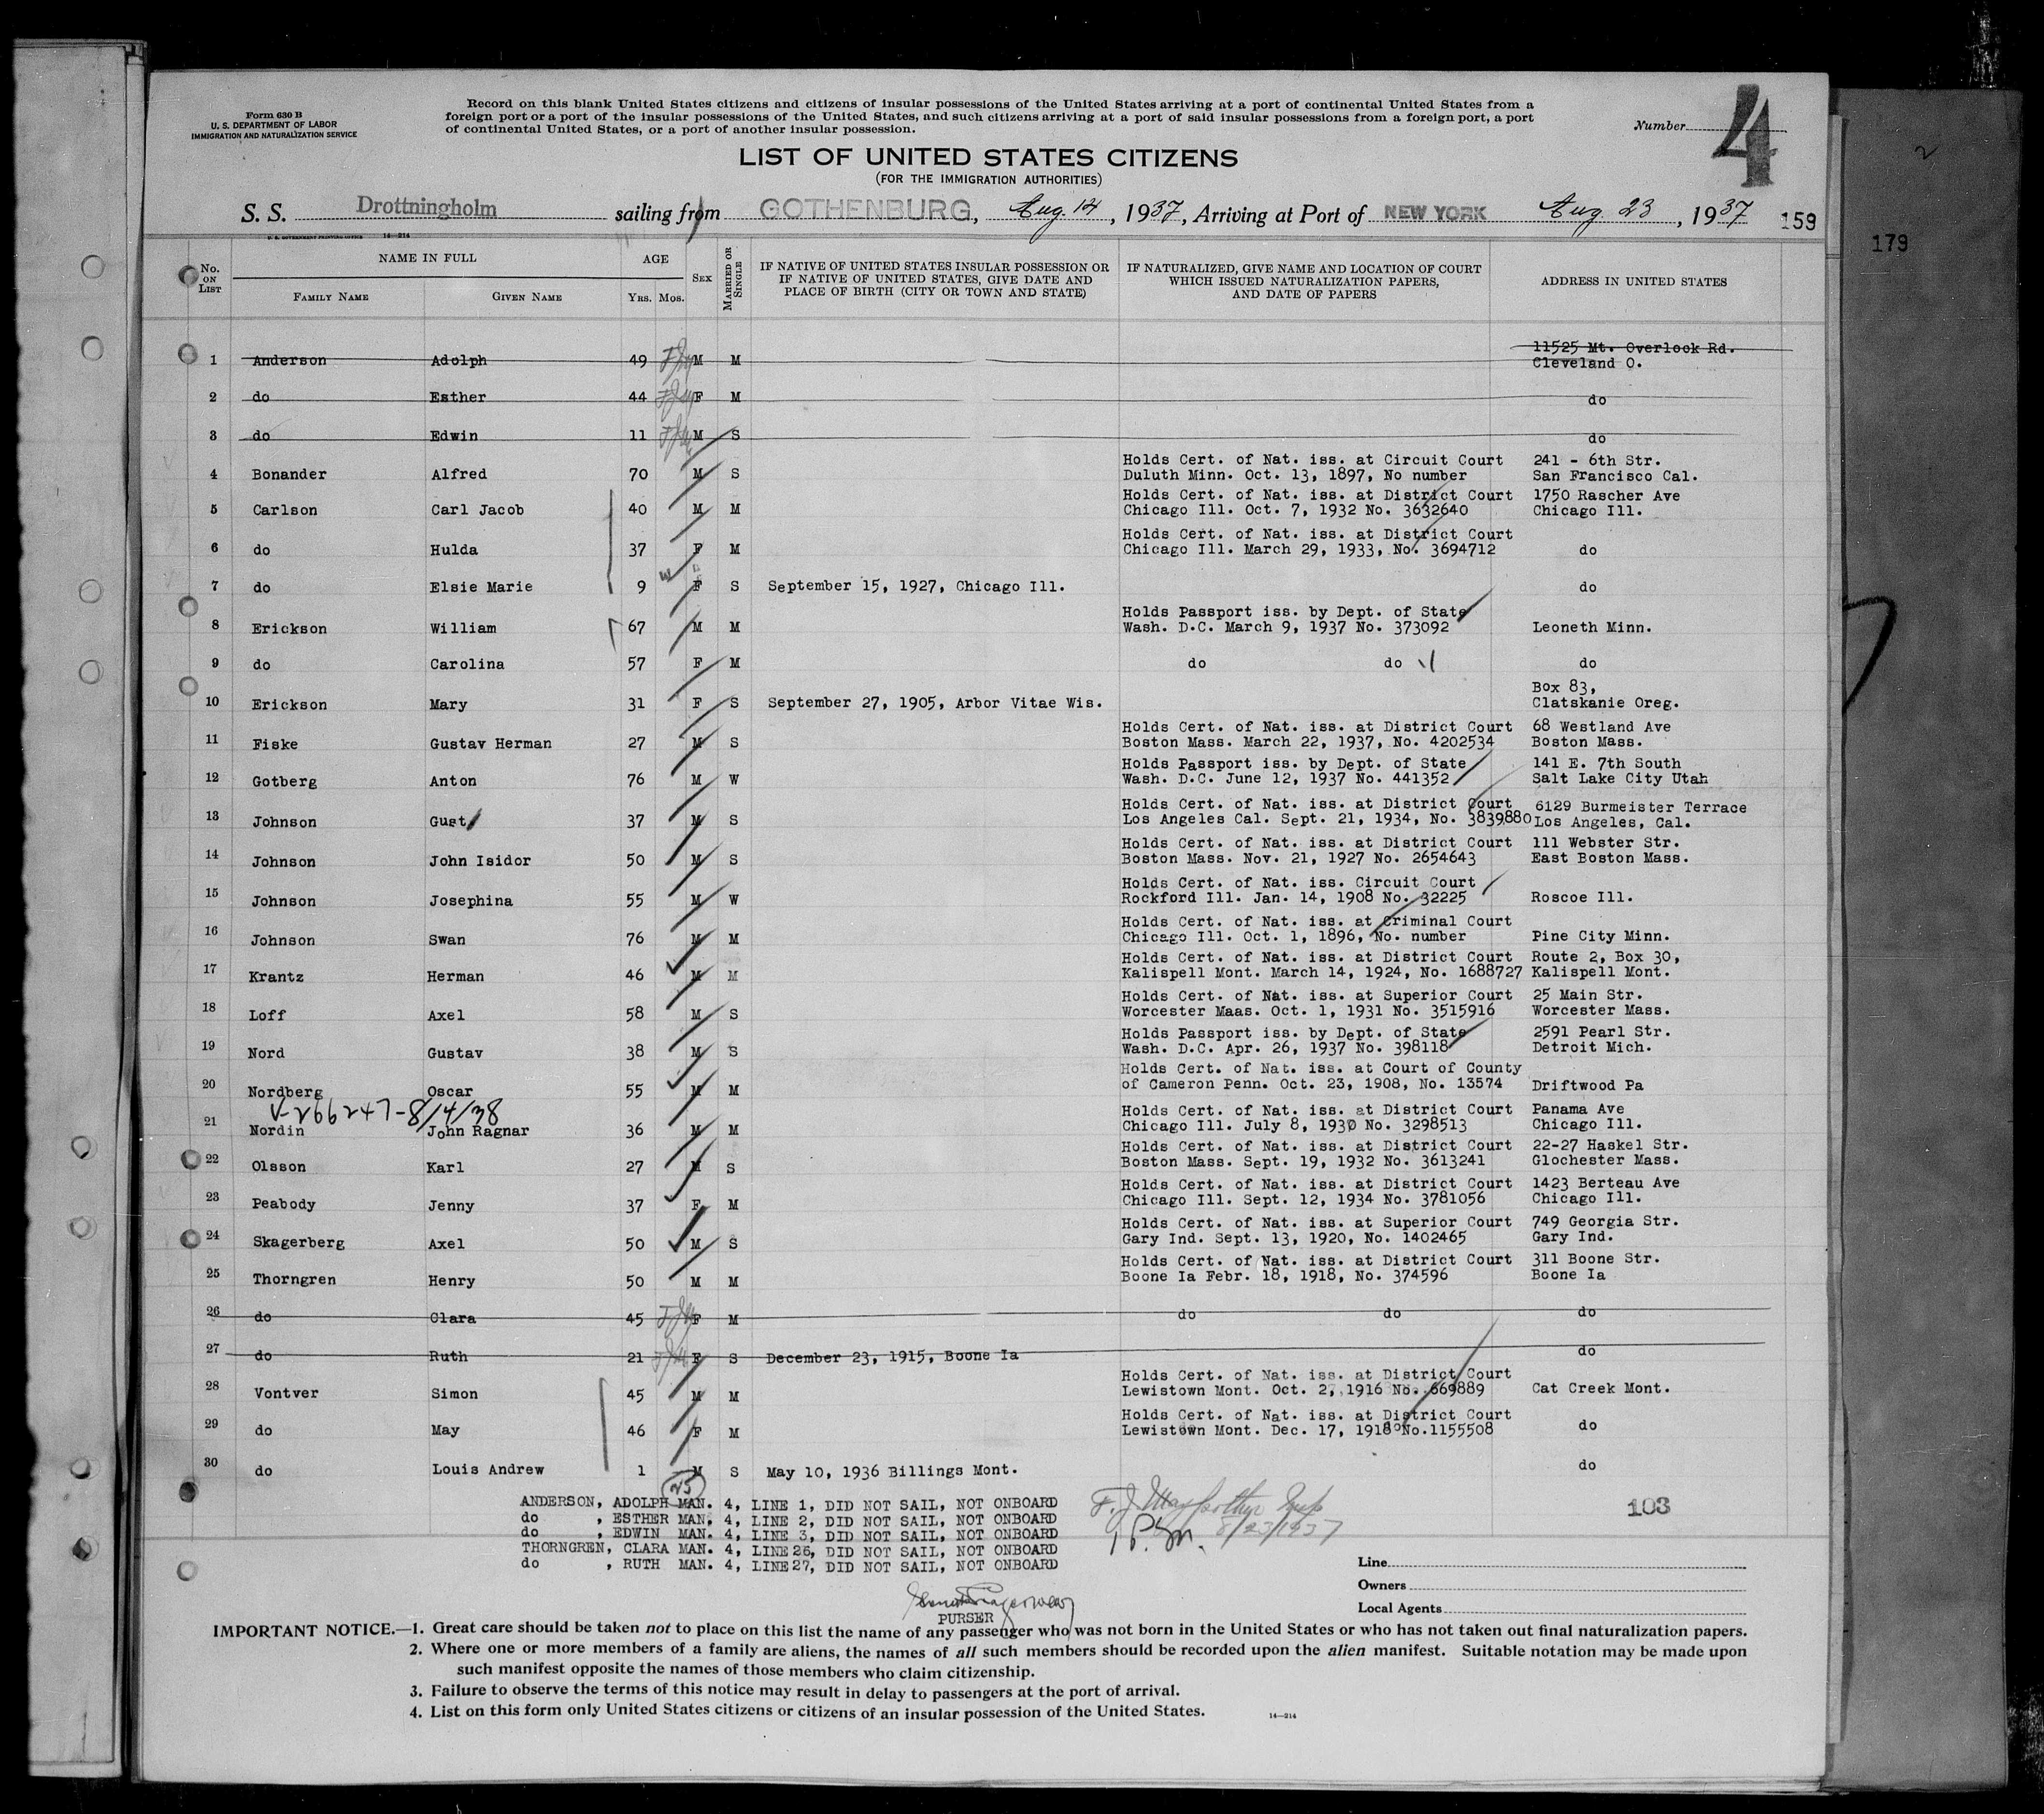 Form 630 B
U. S. DEPARTMENT OF LABOR
IMMIGRATION AND NATURALIZATION SERVICE
Record on this blank United States citizens and citizens of insular possessions of the United States arriving at a port of continental United States from a
foreign port or a port of the insular possessions of the United States, and such citizens arriving at a port of said insular possessions from a foreign port, a port
of continental United States, or a port of another insular possession.
Number 4
LIST OF UNITED STATES CITIZENS
(FOR THE IMMIGRATION AUTHORITIES)
S. S. Drottningholm sailing from GOTHENBURG, Aug. 14, 1937, Arriving at Port of NEW YORK Aug. 23, 1937 159
179
2
U. S. GOVERNMENT PRINTING OFFICE 14—214
No. ON LIST
NAME IN FULL
FAMILY NAME
GIVEN NAME
AGE
YRS. MOS.
SEX
MARRIED OR SINGLE
IF NATIVE OF UNITED STATES INSULAR POSSESSION OR
IF NATIVE OF UNITED STATES, GIVE DATE AND
PLACE OF BIRTH (CITY OR TOWN AND STATE)
IF NATURALIZED, GIVE NAME AND LOCATION OF COURT
WHICH ISSUED NATURALIZATION PAPERS,
AND DATE OF PAPERS
ADDRESS IN UNITED STATES
11525 Mt. Overlook Rd.
1 Anderson Adolph 49 M M Cleveland O.
2 do Esther 44 F M do
3 do Edwin 11 M S do
Holds Cert. of Nat. iss. at Circuit Court 241 - 6th Str.
4 Bonander Alfred 70 M S Duluth Minn. Oct. 13, 1897, No number San Francisco Cal.
Holds Cert. of Nat. iss. at District Court 1750 Rascher Ave
5 Carlson Carl Jacob 40 M M Chicago Ill. Oct. 7, 1932 No. 3632640 Chicago Ill.
Holds Cert. of Nat. iss. at District Court
6 do Hulda 37 F M Chicago Ill. March 29, 1933, No. 3694712 do
7 do Elsie Marie 9 F S September 15, 1927, Chicago Ill. do
Holds Passport iss. by Dept. of State
8 Erickson William 67 M M Wash. D.C. March 9, 1937 No. 373092 Leoneth Minn.
9 do Carolina 57 F M do do do
Box 83,
10 Erickson Mary 31 F S September 27, 1905, Arbor Vitae Wis. Clatskanie Oreg.
Holds Cert. of Nat. iss. at District Court 68 Westland Ave
11 Fiske Gustav Herman 27 M S Boston Mass. March 22, 1937, No. 4202534 Boston Mass.
Holds Passport iss. by Dept. of State 141 E. 7th South
12 Gotberg Anton 76 M W Wash. D.C. June 12, 1937 No. 441352 Salt Lake City Utah
Holds Cert. of Nat. iss. at District Court 6129 Burmeister Terrace
13 Johnson Gust 37 M S Los Angeles Cal. Sept. 21, 1934, No. 3839880 Los Angeles, Cal.
Holds Cert. of Nat. iss. at District Court 111 Webster Str.
14 Johnson John Isidor 50 M S Boston Mass. Nov. 21, 1927 No. 2654643 East Boston Mass.
Holds Cert. of Nat. iss. Circuit Court
15 Johnson Josephina 55 M W Rockford Ill. Jan. 14, 1908 No. 32225 Roscoe Ill.
Holds Cert. of Nat. iss. at Criminal Court
16 Johnson Swan 76 M M Chicago Ill. Oct. 1, 1896, No. number Pine City Minn.
Holds Cert. of Nat. iss. at District Court Route 2, Box 30,
17 Krantz Herman 46 M M Kalispell Mont. March 14, 1924, No. 1688727 Kalispell Mont.
Holds Cert. of Nat. iss. at Superior Court 25 Main Str.
18 Loff Axel 58 M S Worcester Maas. Oct. 1, 1931 No. 3515916 Worcester Mass.
Holds Passport iss. by Dept. of State 2591 Pearl Str.
19 Nord Gustav 38 M S Wash. D.C. Apr. 26, 1937 No. 398118 Detroit Mich.
Holds Cert. of Nat. iss. at Court of County
20 Nordberg Oscar 55 M M of Cameron Penn. Oct. 23, 1908, No. 13574 Driftwood Pa
V-266247-8/4/38
Holds Cert. of Nat. iss. at District Court Panama Ave
21 Nordin John Ragnar 36 M M Chicago Ill. July 8, 1930 No. 3298513 Chicago Ill.
Holds Cert. of Nat. iss. at District Court 22-27 Haskel Str.
22 Olsson Karl 27 M S Boston Mass. Sept. 19, 1932 No. 3613241 Glochester Mass.
Holds Cert. of Nat. iss. at District Court 1423 Berteau Ave
23 Peabody Jenny 37 F M Chicago Ill. Sept. 12, 1934 No. 3781056 Chicago Ill.
Holds Cert. of Nat. iss. at Superior Court 749 Georgia Str.
24 Skagerberg Axel 50 M S Gary Ind. Sept. 13, 1920, No. 1402465 Gary Ind.
Holds Cert. of Nat. iss. at District Court 311 Boone Str.
25 Thorngren Henry 50 M M Boone Ia Febr. 18, 1918, No. 374596 Boone Ia
26 do Clara 45 F M do do do
27 do Ruth 21 F S December 23, 1915, Boone Ia do
Holds Cert. of Nat. iss. at District Court
28 Vontver Simon 45 M M Lewistown Mont. Oct. 2, 1916 No. 669889 Cat Creek Mont.
Holds Cert. of Nat. iss. at District Court
29 do May 46 F M Lewistown Mont. Dec. 17, 1918 No.1155508 do
30 do Louis Andrew 1 M S May 10, 1936 Billings Mont. do
25
ANDERSON, ADOLPH MAN. 4, LINE 1, DID NOT SAIL, NOT ONBOARD
do , ESTHER MAN. 4, LINE 2, DID NOT SAIL, NOT ONBOARD
do , EDWIN MAN. 4, LINE 3, DID NOT SAIL, NOT ONBOARD
THORNGREN, CLARA MAN. 4, LINE 26, DID NOT SAIL, NOT ONBOARD
do , RUTH MAN. 4, LINE 27, DID NOT SAIL, NOT ONBOARD
8/23/1937
103
Line
Owners
Local Agents
PURSER
IMPORTANT NOTICE.—1. Great care should be taken not to place on this list the name of any passenger who was not born in the United States or who has not taken out final naturalization papers.
2. Where one or more members of a family are aliens, the names of all such members should be recorded upon the alien manifest. Suitable notation may be made upon
such manifest opposite the names of those members who claim citizenship.
3. Failure to observe the terms of this notice may result in delay to passengers at the port of arrival.
4. List on this form only United States citizens or citizens of an insular possession of the United States. 14—214